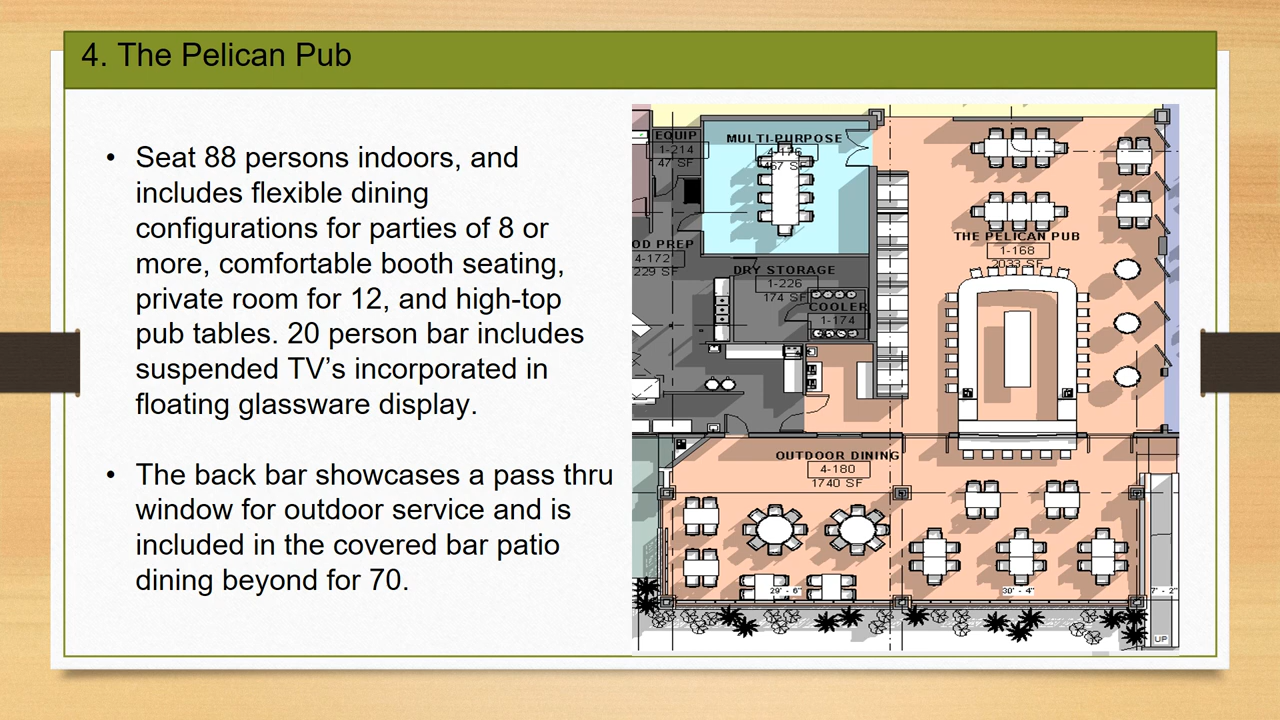 4. The Pelican Pub
• Seat 88 persons indoors, and
includes flexible dining
configurations for parties of 8 or
more, comfortable booth seating,
private room for 12, and high-top
pub tables. 20 person bar includes
suspended TV’s incorporated in
floating glassware display.
• The back bar showcases a pass thru
window for outdoor service and is
included in the covered bar patio
dining beyond for 70.
EQUIP
1-214
47 SF
MULTI-PURPOSE
4-176
467 SF
OD PREP
4-172
229 SF
DRY STORAGE
1-226
174 SF
COOLER
1-174
THE PELICAN PUB
1-168
2033 SF
OUTDOOR DINING
4-180
1740 SF
29' - 6"
30' - 4"
7' - 2"
UP